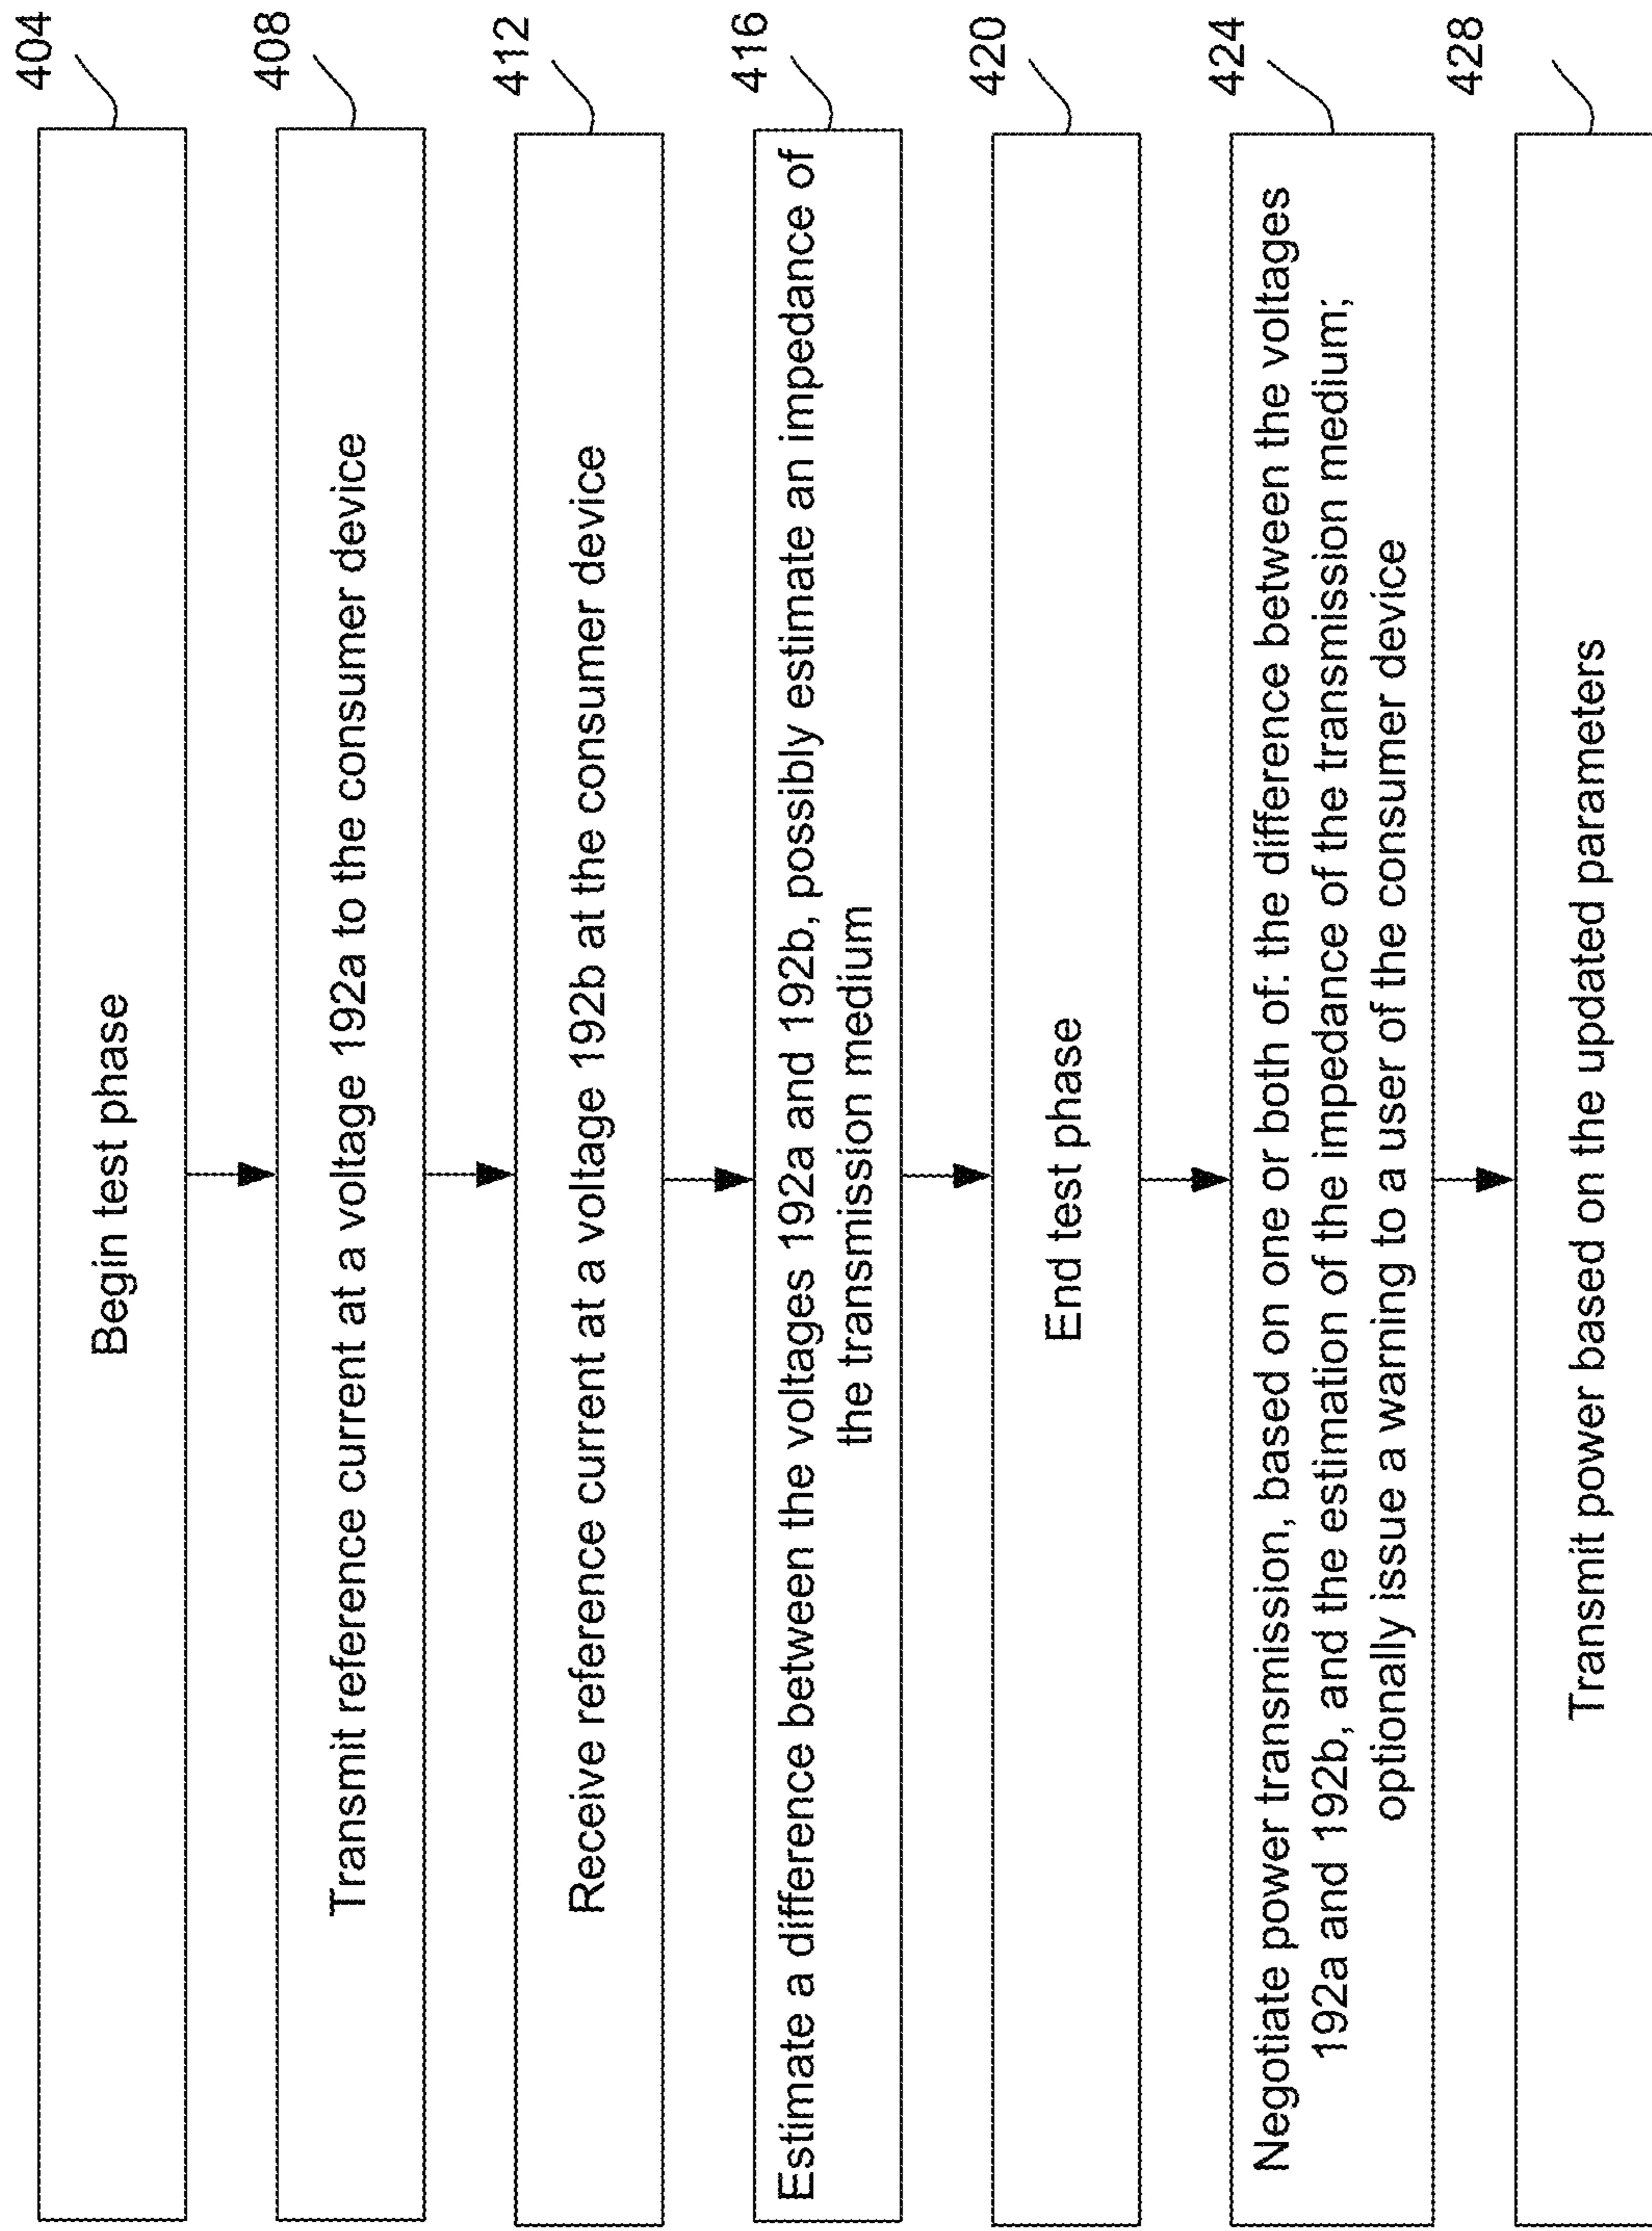 404
Begin test phase
408
Transmit reference current at a voltage 192a to the consumer device
412
Receive reference current at a voltage 192b at the consumer device
416
Estimate a difference between the voltages 192a and 192b, possibly estimate an impedance of
the transmission medium
420
End test phase
424
Negotiate power transmission, based on one or both of: the difference between the voltages
192a and 192b, and the estimation of the impedance of the transmission medium;
optionally issue a warning to a user of the consumer device
428
Transmit power based on the updated parameters